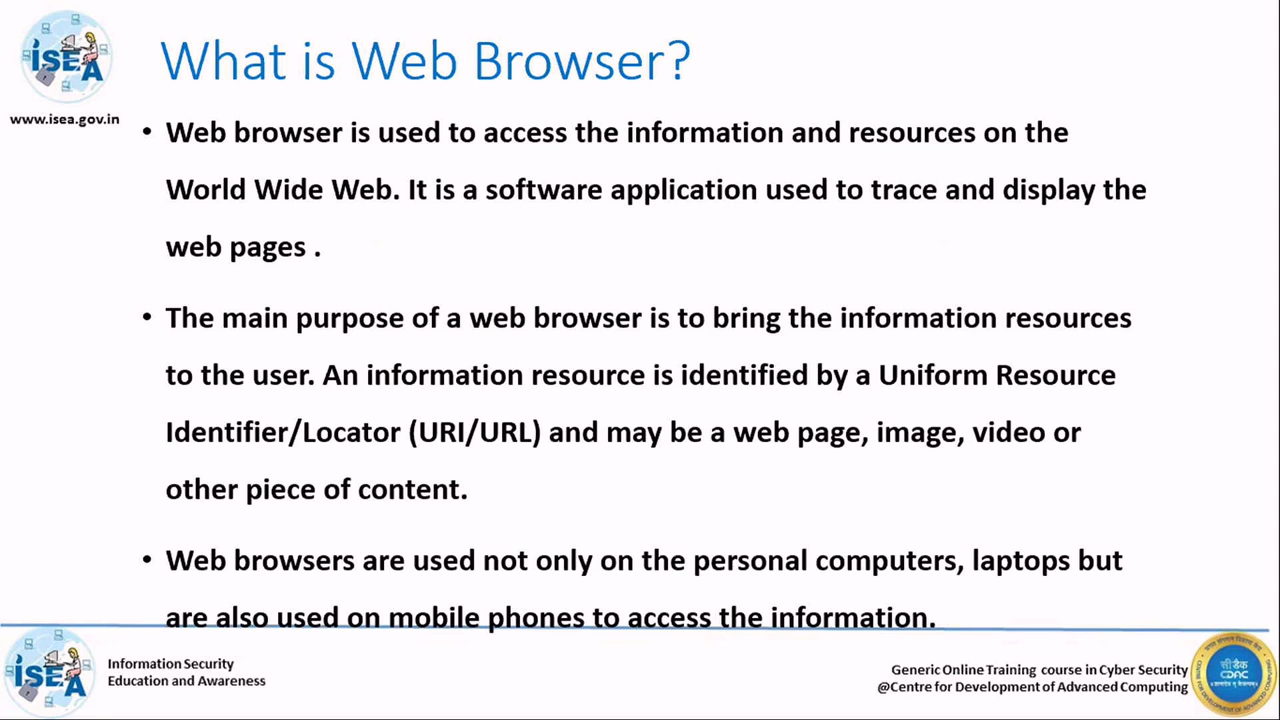 ISEA
What is Web Browser?
www.isea.gov.in
• Web browser is used to access the information and resources on the
World Wide Web. It is a software application used to trace and display the
web pages .
• The main purpose of a web browser is to bring the information resources
to the user. An information resource is identified by a Uniform Resource
Identifier/Locator (URI/URL) and may be a web page, image, video or
other piece of content.
• Web browsers are used not only on the personal computers, laptops but
are also used on mobile phones to access the information.
ISEA
Information Security
Education and Awareness
Generic Online Training course in Cyber Security
@Centre for Development of Advanced Computing
सी डैक
CDAC